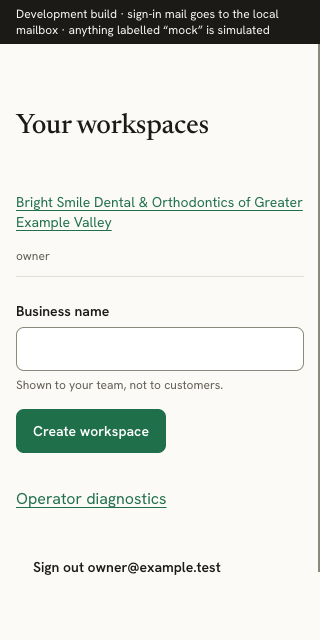 Development build · sign-in mail goes to the local
mailbox · anything labelled “mock” is simulated
Your workspaces
Bright Smile Dental & Orthodontics of Greater
Example Valley
owner
Business name
Shown to your team, not to customers.
Create workspace
Operator diagnostics
Sign out owner@example.test